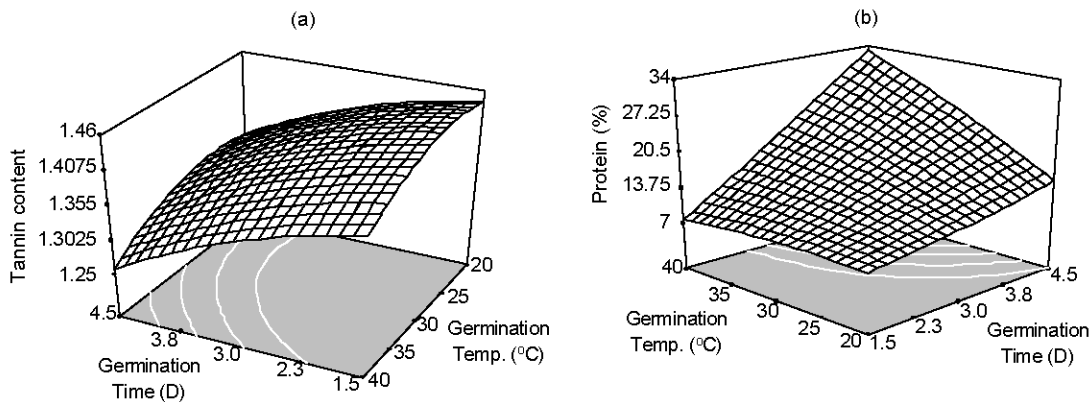 (a)
Tannin content
1.46
1.4075
1.355
1.3025
1.25
4.5
3.8
3.0
2.3
1.5
Germination
Time (D)
40
35
30
25
20
Germination
Temp. (ºC)
(b)
Protein (%)
34
27.25
20.5
13.75
7
40
35
30
25
20
Germination
Temp. (ºC)
1.5
2.3
3.0
3.8
4.5
Germination
Time (D)